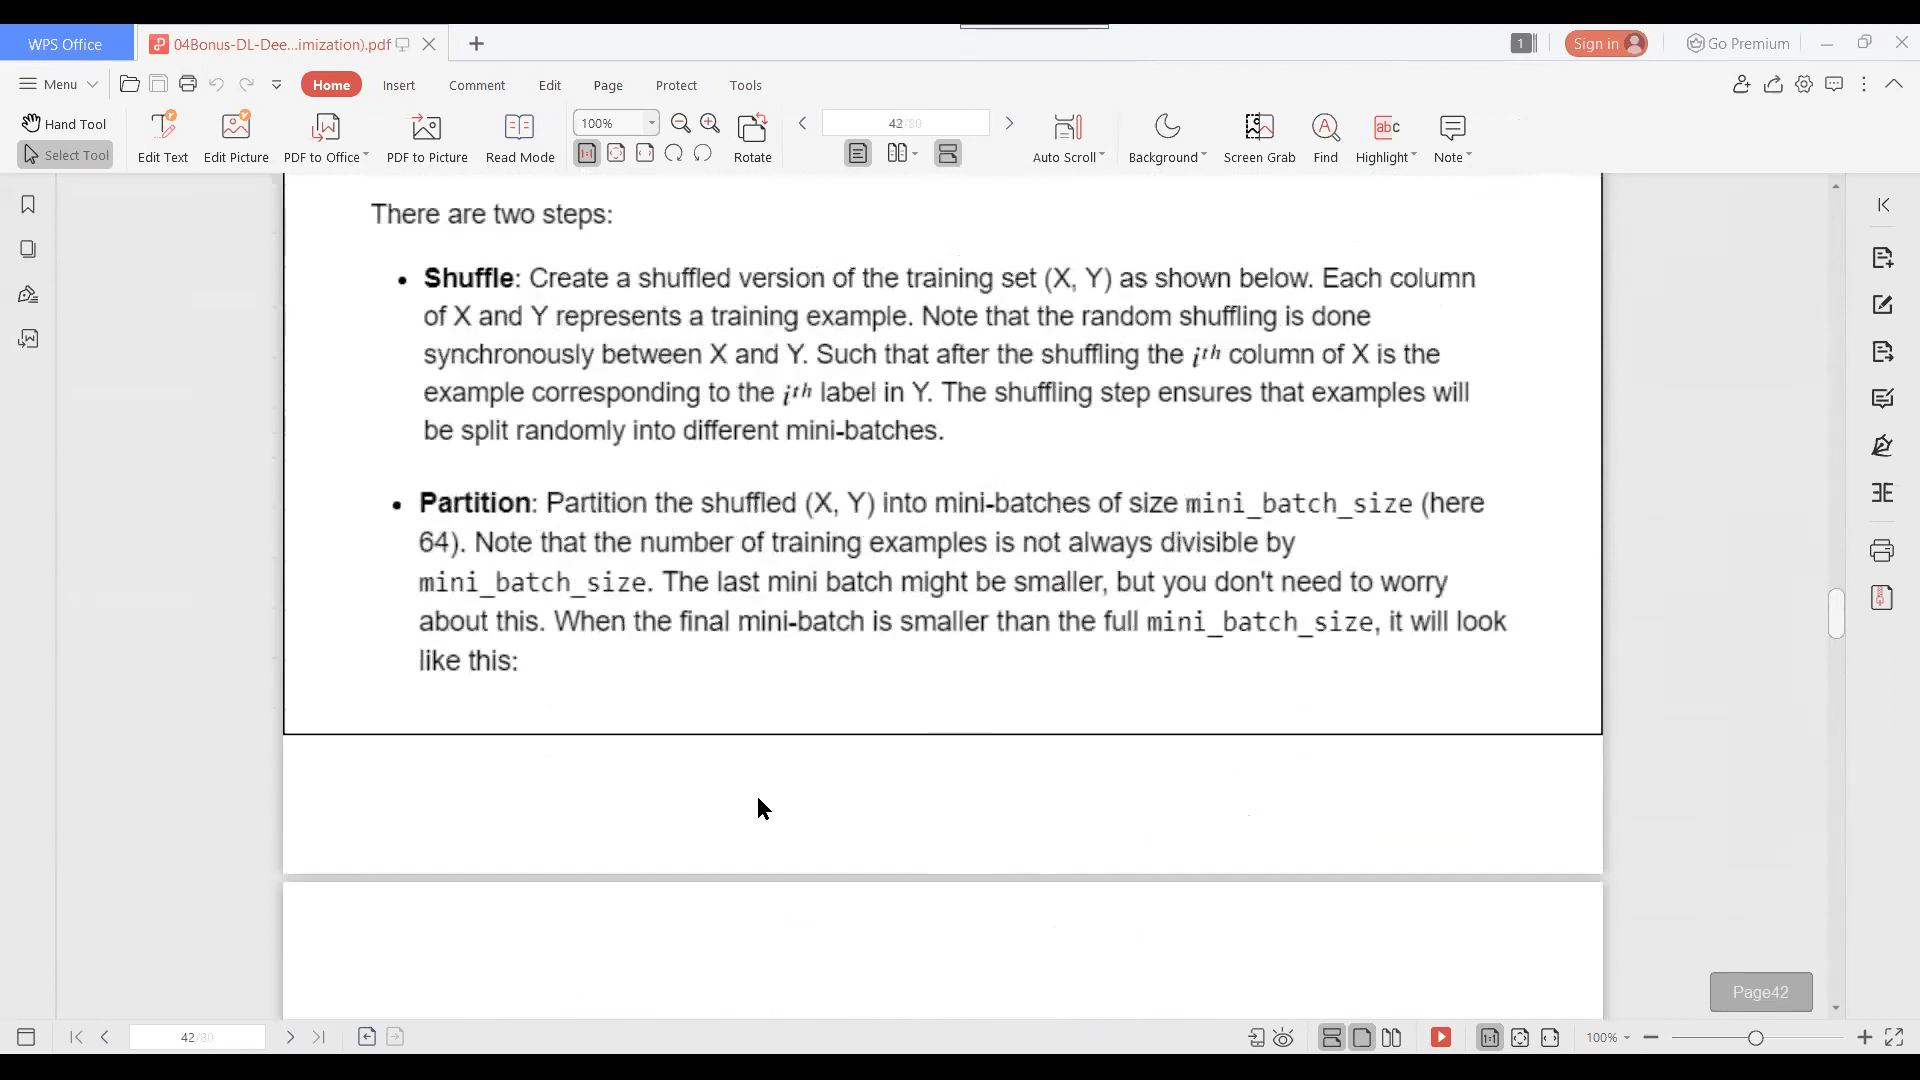 WPS Office
04Bonus-DL-Dee...imization).pdf
1
Sign in
Go Premium
Menu
Home
Insert
Comment
Edit
Page
Protect
Tools
Hand Tool
Select Tool
Edit Text
Edit Picture
PDF to Office
PDF to Picture
Read Mode
100%
Rotate
42/80
Auto Scroll
Background
Screen Grab
Find
Highlight
Note
There are two steps:
• Shuffle: Create a shuffled version of the training set (X, Y) as shown below. Each column
of X and Y represents a training example. Note that the random shuffling is done
synchronously between X and Y. Such that after the shuffling the iᵗʰ column of X is the
example corresponding to the iᵗʰ label in Y. The shuffling step ensures that examples will
be split randomly into different mini-batches.
• Partition: Partition the shuffled (X, Y) into mini-batches of size mini_batch_size (here
64). Note that the number of training examples is not always divisible by
mini_batch_size. The last mini batch might be smaller, but you don't need to worry
about this. When the final mini-batch is smaller than the full mini_batch_size, it will look
like this:
Page42
42/80
100%